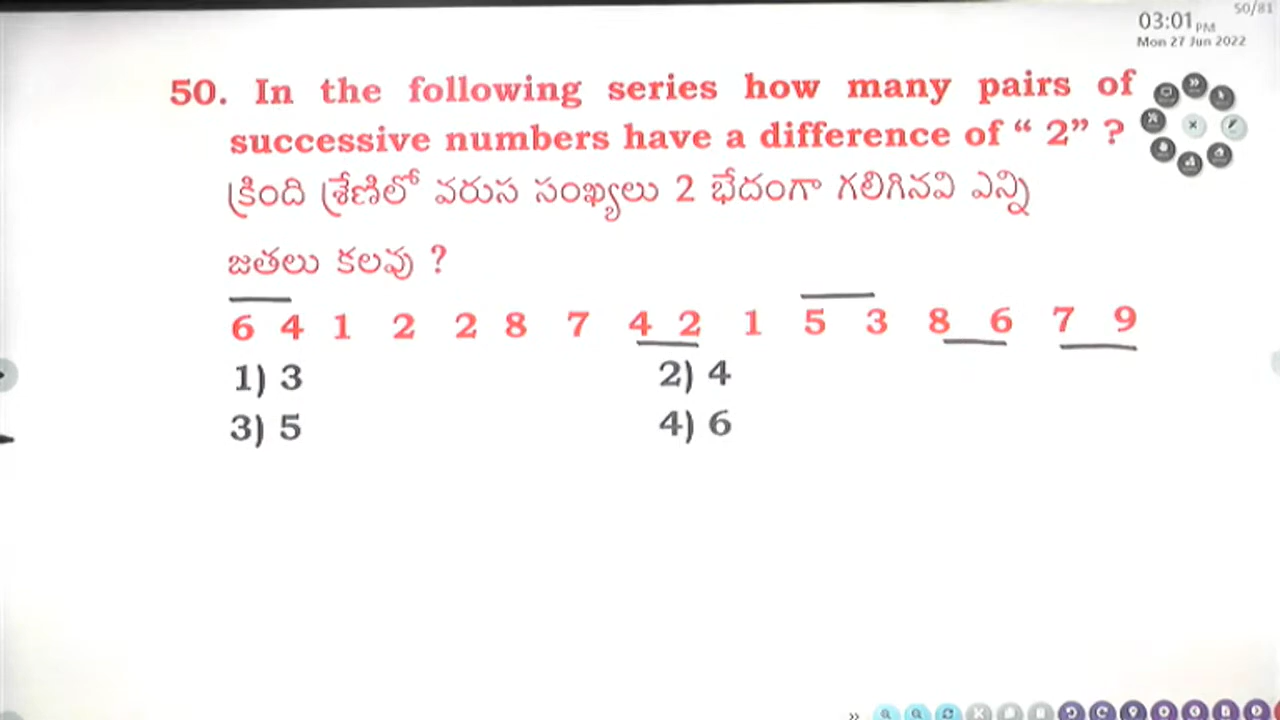 50/81
03:01 PM
Mon 27 Jun 2022
50. In the following series how many pairs of
successive numbers have a difference of “ 2” ?
క్రింది శ్రేణిలో వరుస సంఖ్యలు 2 భేదంగా గలిగినవి ఎన్ని
జతలు కలవు ?
6 4 1 2 2 8 7 4 2 1 5 3 8 6 7 9
1) 3 2) 4
3) 5 4) 6